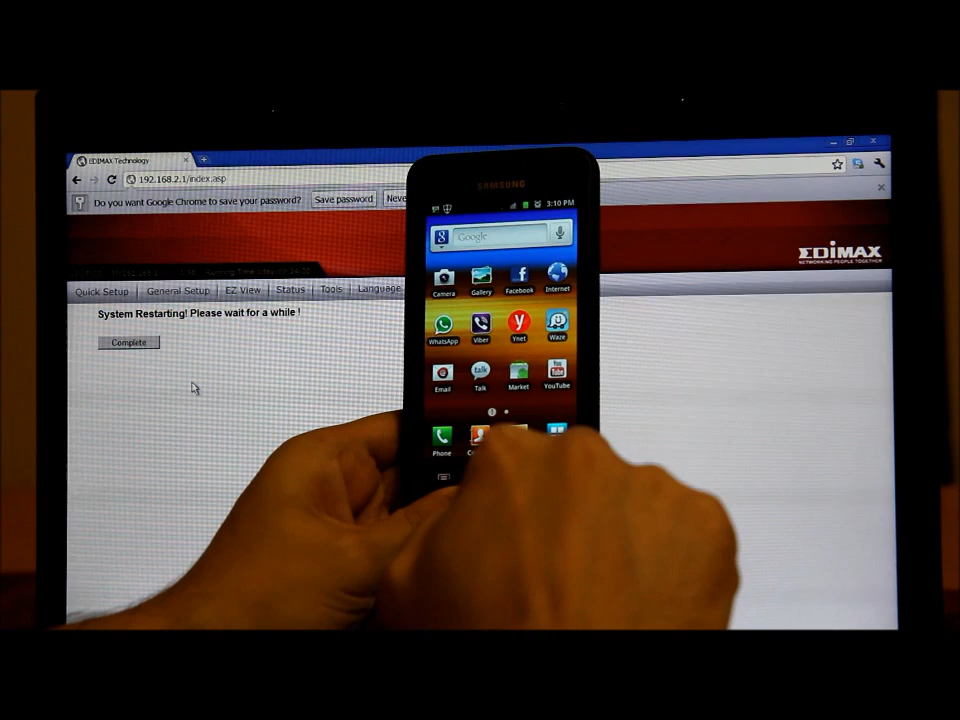 EDIMAX Technology
192.168.2.1/index.asp
Do you want Google Chrome to save your password? Save password Neve
EDIMAX
NETWORKING PEOPLE TOGETHER
Quick Setup General Setup EZ View Status Tools Language
System Restarting! Please wait for a while !
Complete
SAMSUNG
3:10 PM
Google
Camera Gallery Facebook Internet
WhatsApp Viber Ynet Waze
Email Talk Market YouTube
1
Phone